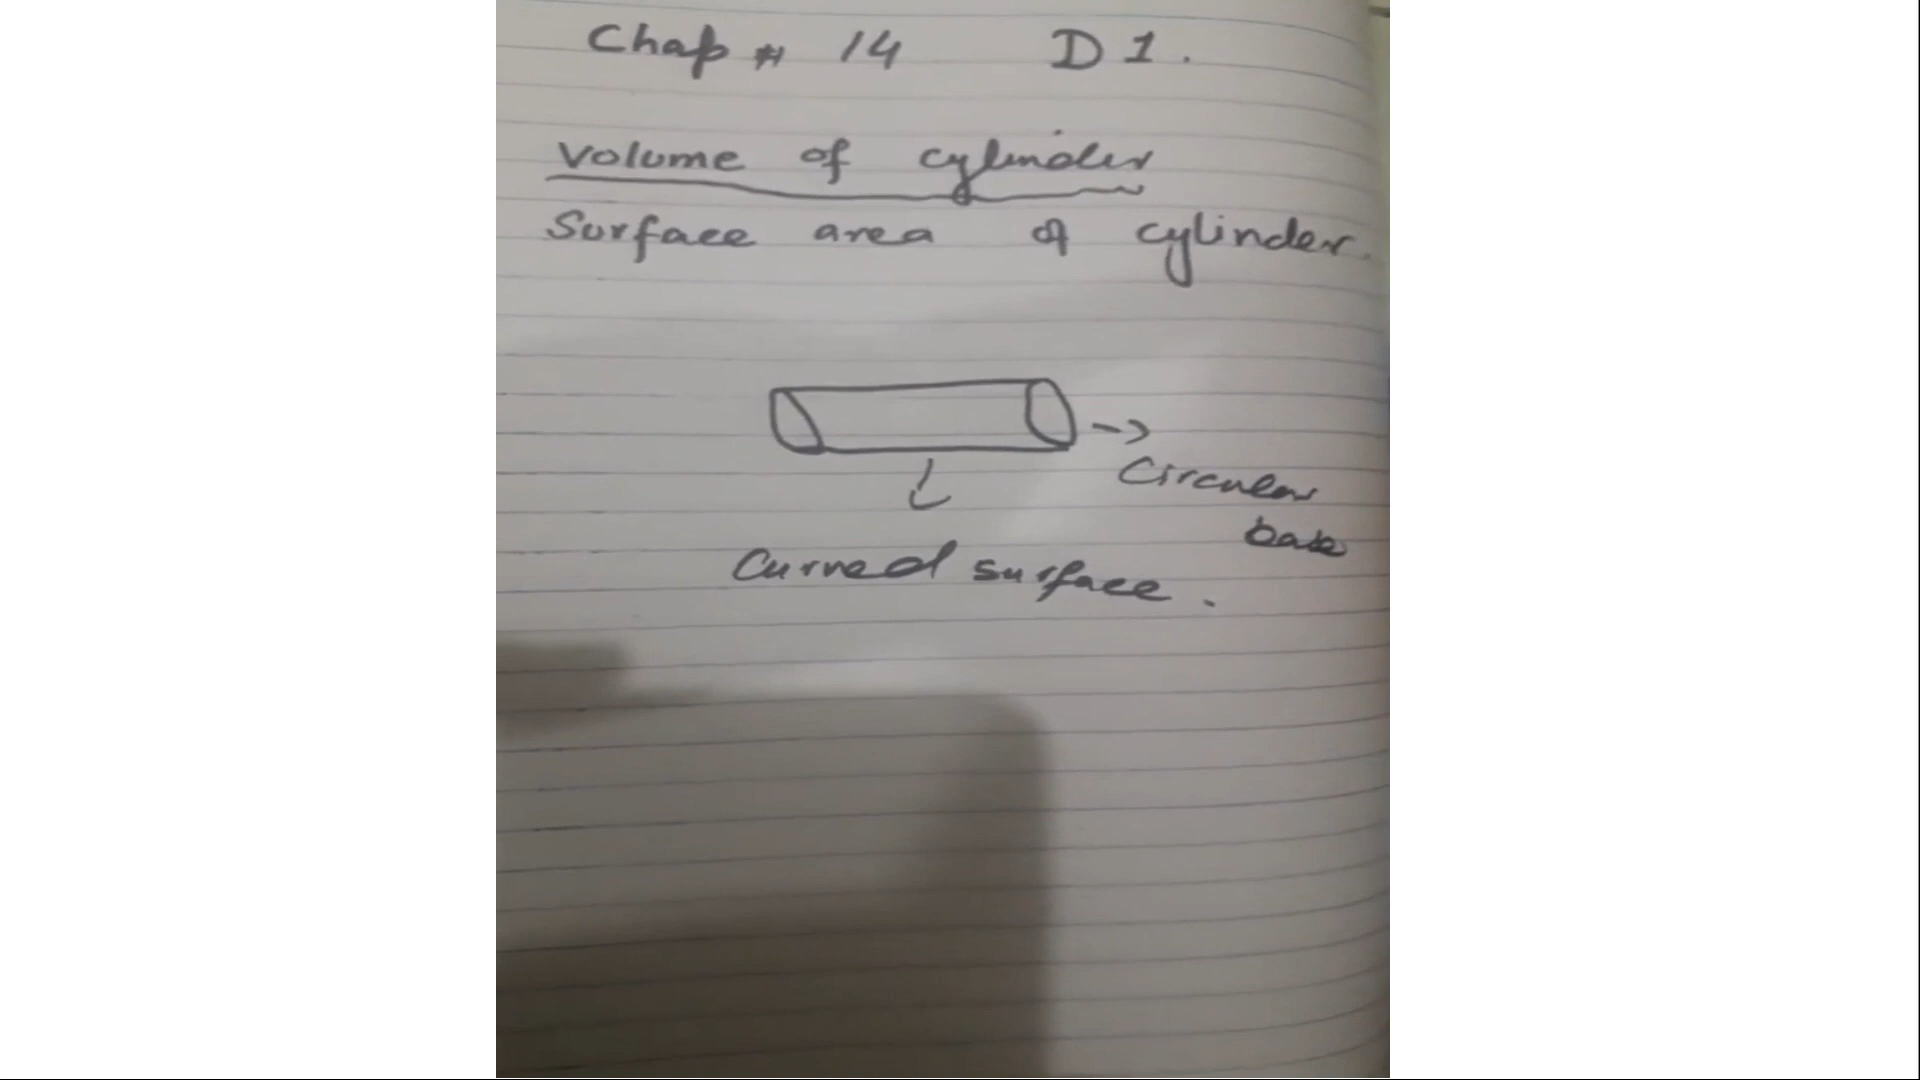 Chap # 14 D1.
Volume of cylinder
Surface area of cylinder.
Circular
base
Curved surface.